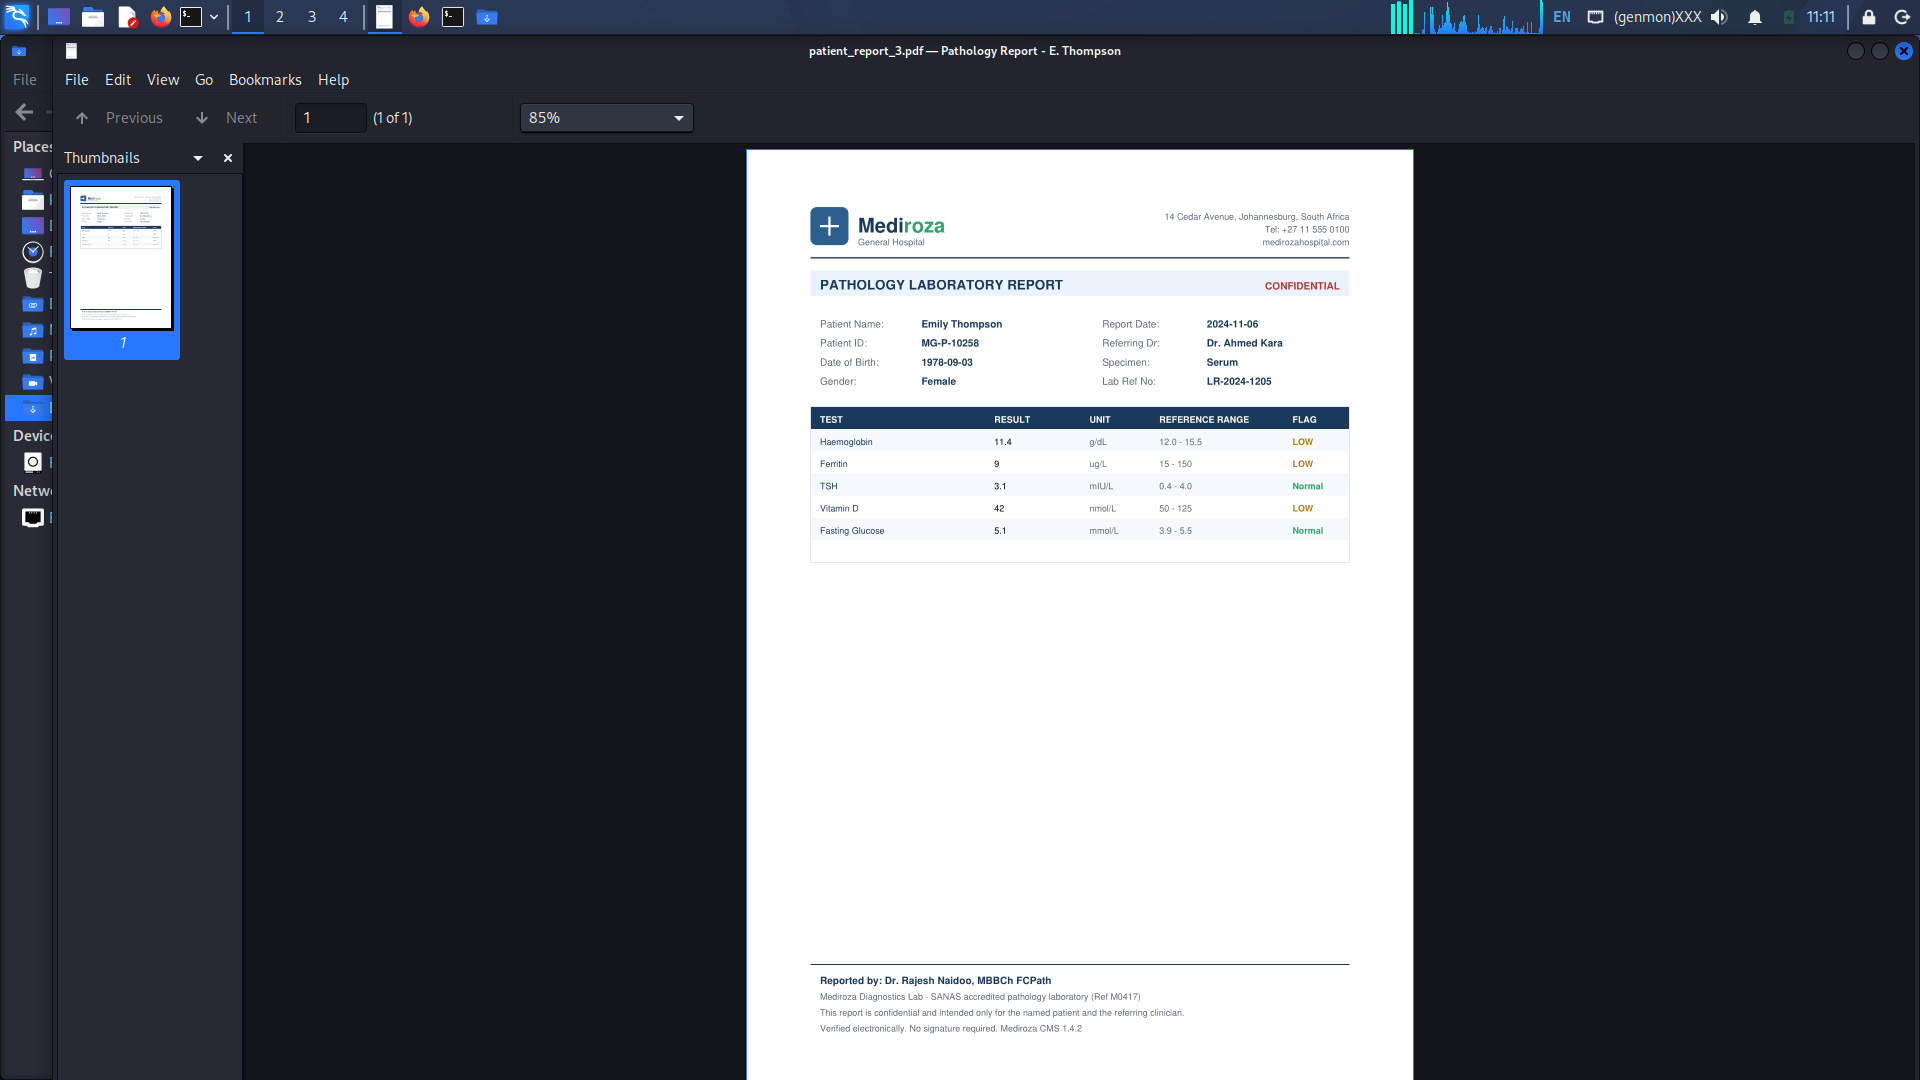 1 2 3 4 EN (genmon)XXX 11:11
patient_report_3.pdf — Pathology Report - E. Thompson
File
File Edit View Go Bookmarks Help
Previous Next 1 (1 of 1) 85%
Places
Thumbnails
1
Devic
Netw
Mediroza
General Hospital
14 Cedar Avenue, Johannesburg, South Africa
Tel: +27 11 555 0100
medirozahospital.com
PATHOLOGY LABORATORY REPORT CONFIDENTIAL
Patient Name: Emily Thompson Report Date: 2024-11-06
Patient ID: MG-P-10258 Referring Dr: Dr. Ahmed Kara
Date of Birth: 1978-09-03 Specimen: Serum
Gender: Female Lab Ref No: LR-2024-1205
TEST RESULT UNIT REFERENCE RANGE FLAG
Haemoglobin 11.4 g/dL 12.0 - 15.5 LOW
Ferritin 9 ug/L 15 - 150 LOW
TSH 3.1 mIU/L 0.4 - 4.0 Normal
Vitamin D 42 nmol/L 50 - 125 LOW
Fasting Glucose 5.1 mmol/L 3.9 - 5.5 Normal
Reported by: Dr. Rajesh Naidoo, MBBCh FCPath
Mediroza Diagnostics Lab - SANAS accredited pathology laboratory (Ref M0417)
This report is confidential and intended only for the named patient and the referring clinician.
Verified electronically. No signature required. Mediroza CMS 1.4.2